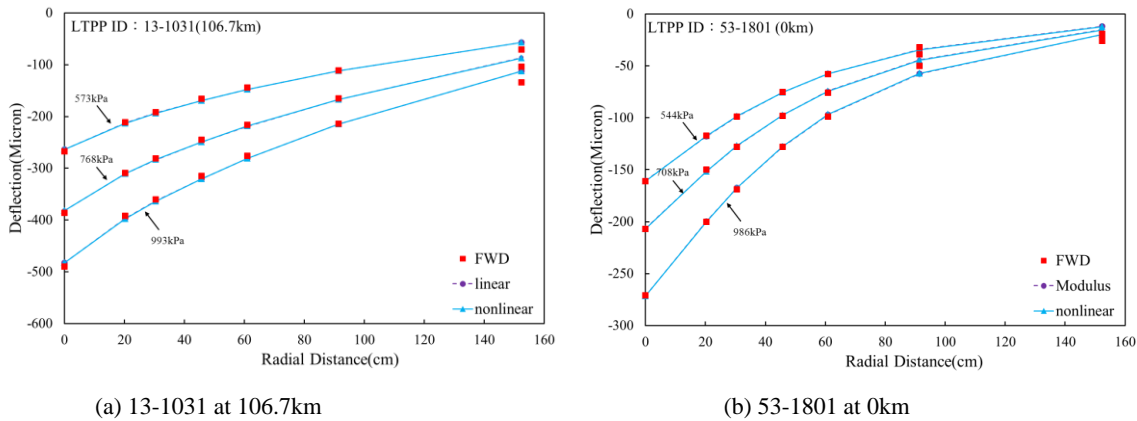 LTPP ID：13-1031(106.7km)
0
-100
-200
-300
-400
-500
-600
Deflection(Micron)
573kPa
768kPa
993kPa
FWD
linear
nonlinear
0 20 40 60 80 100 120 140 160
Radial Distance(cm)
(a) 13-1031 at 106.7km
LTPP ID：53-1801 (0km)
0
-50
-100
-150
-200
-250
-300
Deflection(Micron)
544kPa
708kPa
986kPa
FWD
Modulus
nonlinear
0 20 40 60 80 100 120 140 160
Radial Distance(cm)
(b) 53-1801 at 0km